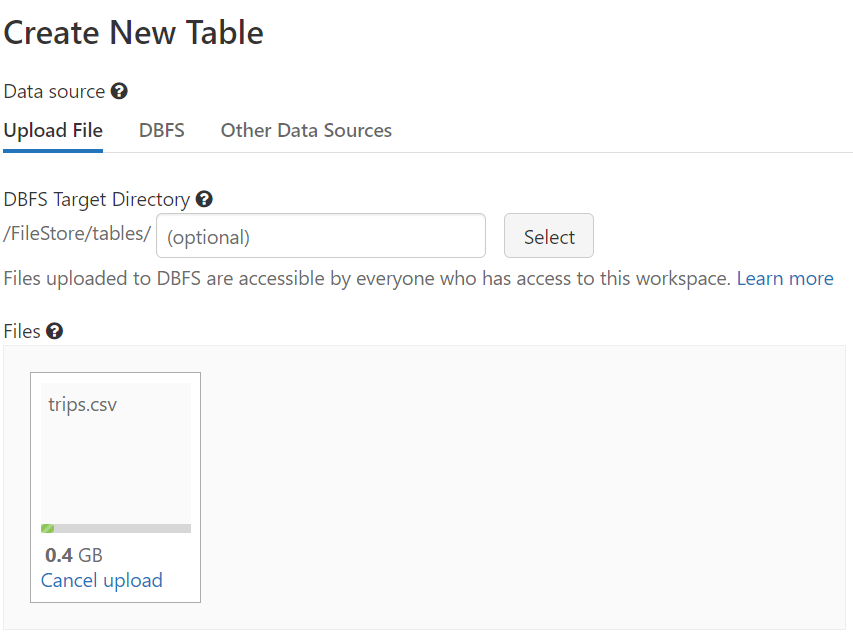 Create New Table
Data source ?
Upload File DBFS Other Data Sources
DBFS Target Directory ?
/FileStore/tables/ (optional) Select
Files uploaded to DBFS are accessible by everyone who has access to this workspace. Learn more
Files ?
trips.csv
0.4 GB
Cancel upload